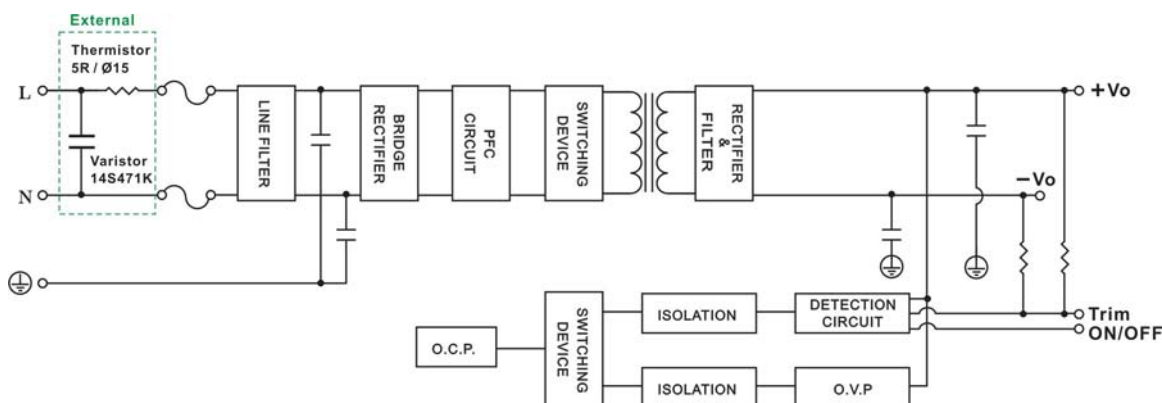 External
Thermistor
5R / Ø15
L
Varistor
14S471K
N
LINE FILTER
BRIDGE
RECTIFIER
PFC
CIRCUIT
SWITCHING
DEVICE
RECTIFIER
&
FILTER
+Vo
−Vo
Trim
ON/OFF
O.C.P.
SWITCHING
DEVICE
ISOLATION
DETECTION
CIRCUIT
ISOLATION
O.V.P